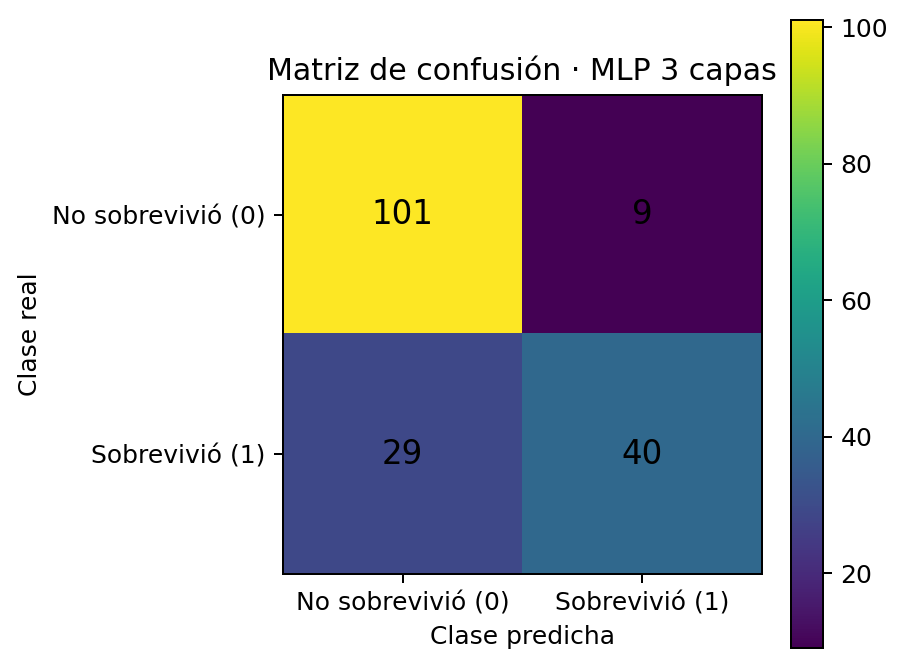 Matriz de confusión · MLP 3 capas
Clase real
No sobrevivió (0)
101
9
Sobrevivió (1)
29
40
No sobrevivió (0)
Sobrevivió (1)
Clase predicha
100
80
60
40
20